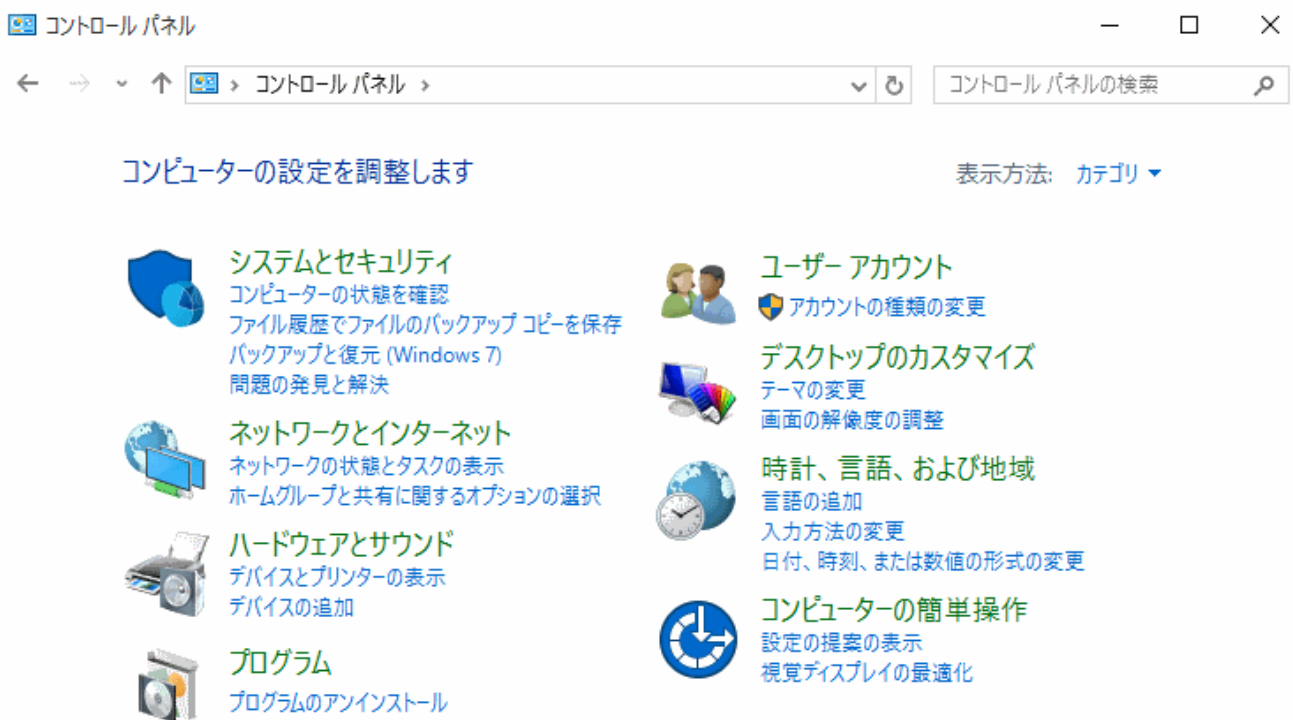 コントロール パネル
コントロール パネル
コントロール パネルの検索
コンピューターの設定を調整します
表示方法: カテゴリ
システムとセキュリティ
コンピューターの状態を確認
ファイル履歴でファイルのバックアップ コピーを保存
バックアップと復元 (Windows 7)
問題の発見と解決
ネットワークとインターネット
ネットワークの状態とタスクの表示
ホームグループと共有に関するオプションの選択
ハードウェアとサウンド
デバイスとプリンターの表示
デバイスの追加
プログラム
プログラムのアンインストール
ユーザー アカウント
アカウントの種類の変更
デスクトップのカスタマイズ
テーマの変更
画面の解像度の調整
時計、言語、および地域
言語の追加
入力方法の変更
日付、時刻、または数値の形式の変更
コンピューターの簡単操作
設定の提案の表示
視覚ディスプレイの最適化